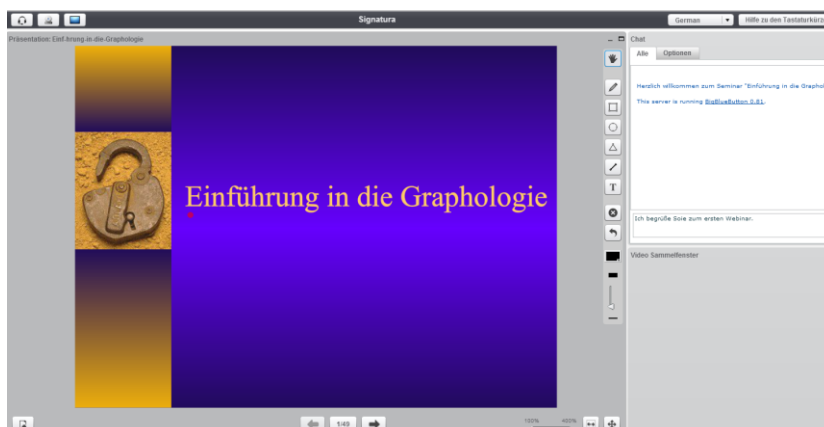 Signatura
German
Hilfe zu den Tastaturkürz
Präsentation: Einf-hrung-in-die-Graphologie
Chat
Alle
Optionen
Herzlich willkommen zum Seminar "Einführung in die Graphol
This server is running BigBlueButton 0.81.
Einführung in die Graphologie
T
Ich begrüße Soie zum ersten Webinar.
Video Sammelfenster
1/49
100%
400%